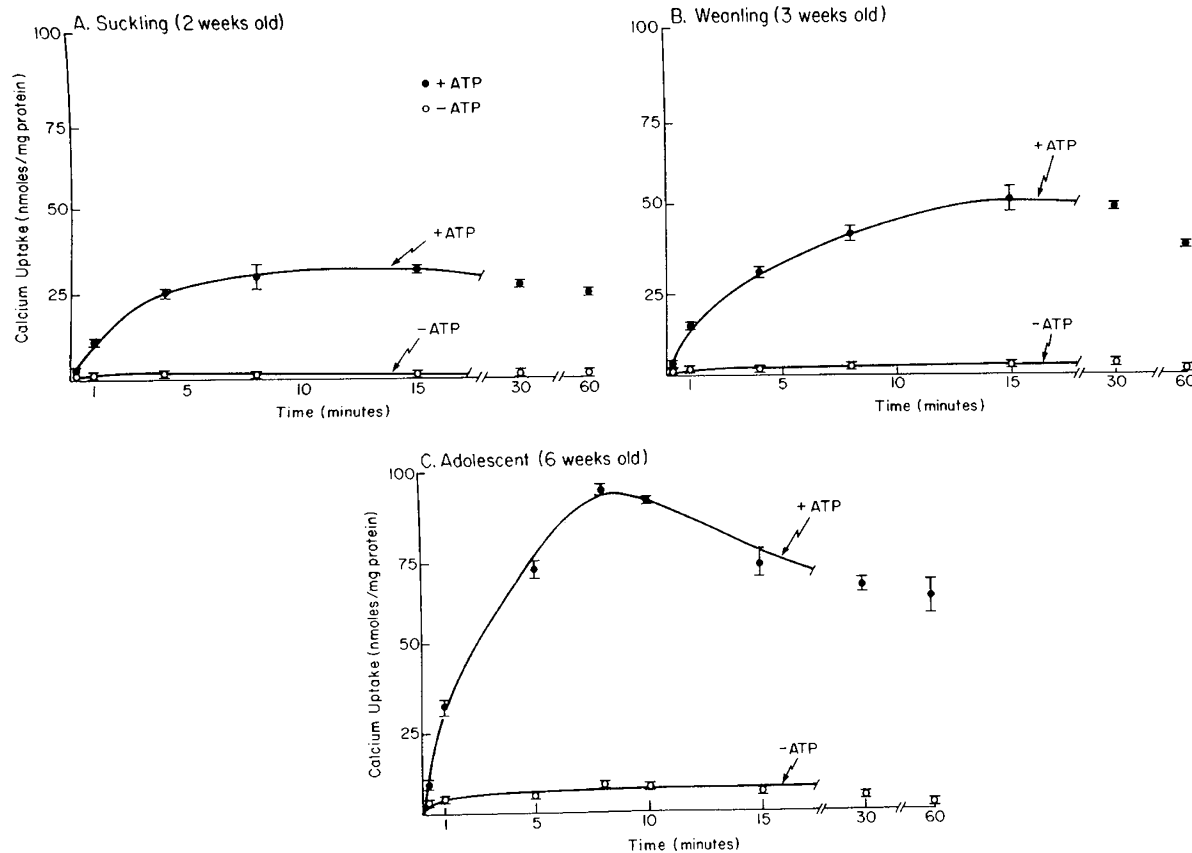 A. Suckling (2 weeks old)
100
75
50
25
Calcium Uptake (nmoles/mg protein)
● + ATP
○ − ATP
+ATP
−ATP
1 5 10 15 30 60
Time (minutes)
B. Weanling (3 weeks old)
100
75
50
25
+ATP
−ATP
1 5 10 15 30 60
Time (minutes)
C. Adolescent (6 weeks old)
100
75
50
25
Calcium Uptake (nmoles/mg protein)
+ ATP
−ATP
1 5 10 15 30 60
Time (minutes)